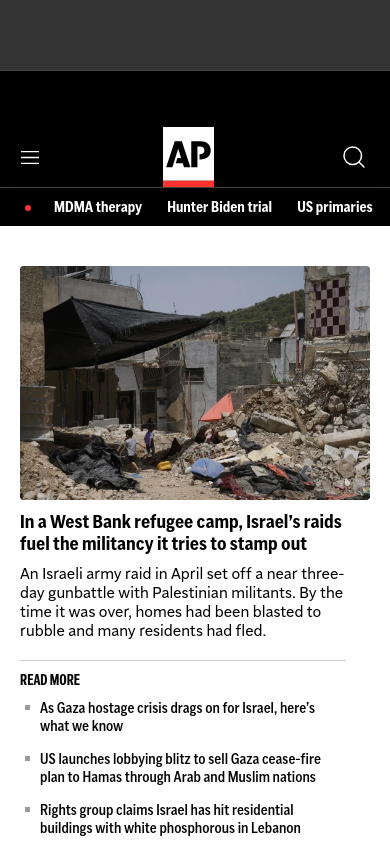 AP
MDMA therapy
Hunter Biden trial
US primaries
In a West Bank refugee camp, Israel’s raids
fuel the militancy it tries to stamp out
An Israeli army raid in April set off a near three-
day gunbattle with Palestinian militants. By the
time it was over, homes had been blasted to
rubble and many residents had fled.
READ MORE
As Gaza hostage crisis drags on for Israel, here’s
what we know
US launches lobbying blitz to sell Gaza cease-fire
plan to Hamas through Arab and Muslim nations
Rights group claims Israel has hit residential
buildings with white phosphorous in Lebanon